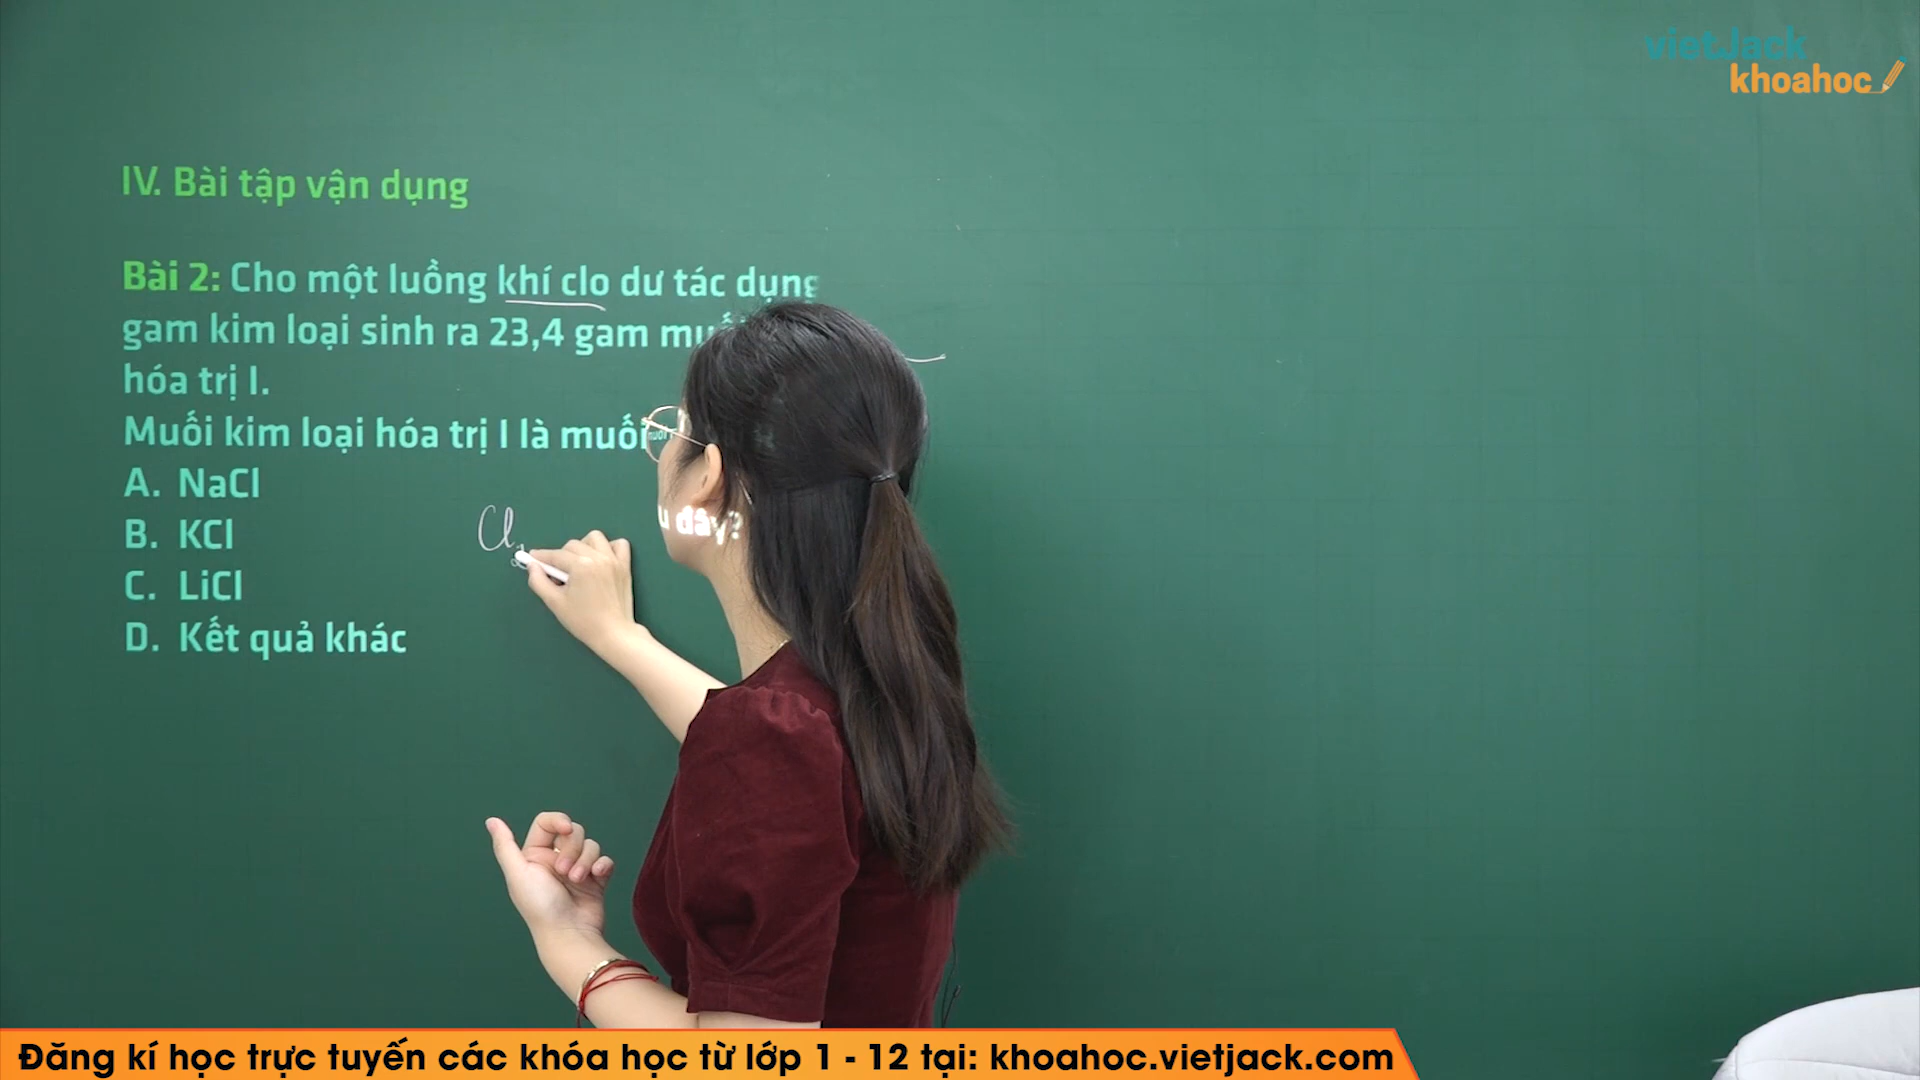 vietJack
khoahoc
IV. Bài tập vận dụng
Bài 2: Cho một luồng khí clo dư tác dụng
gam kim loại sinh ra 23,4 gam muối
hóa trị I.
Muối kim loại hóa trị I là muối
đây?
A. NaCl
B. KCl
C. LiCl
D. Kết quả khác
Cl
Đăng kí học trực tuyến các khóa học từ lớp 1 - 12 tại: khoahoc.vietjack.com